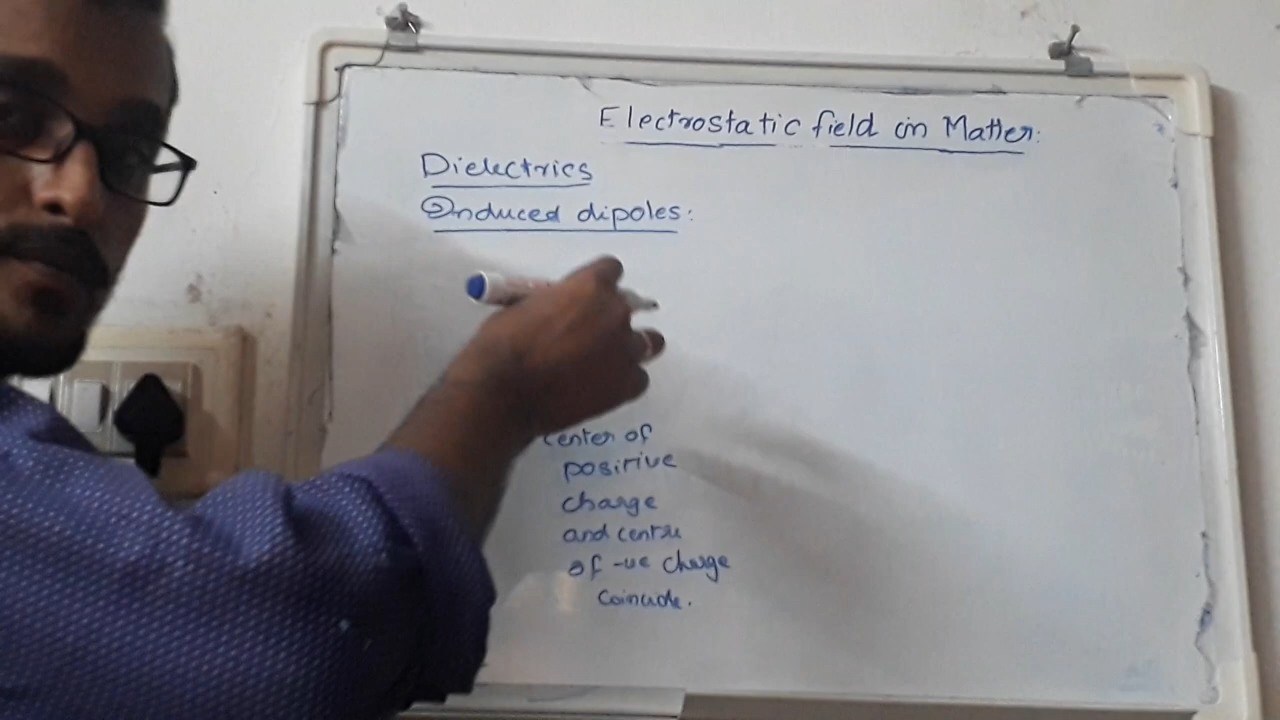 Electrostatic field in Matter:
Dielectrics
Induced dipoles:
center of
positive
charge
and centre
of -ve charge
coincide.